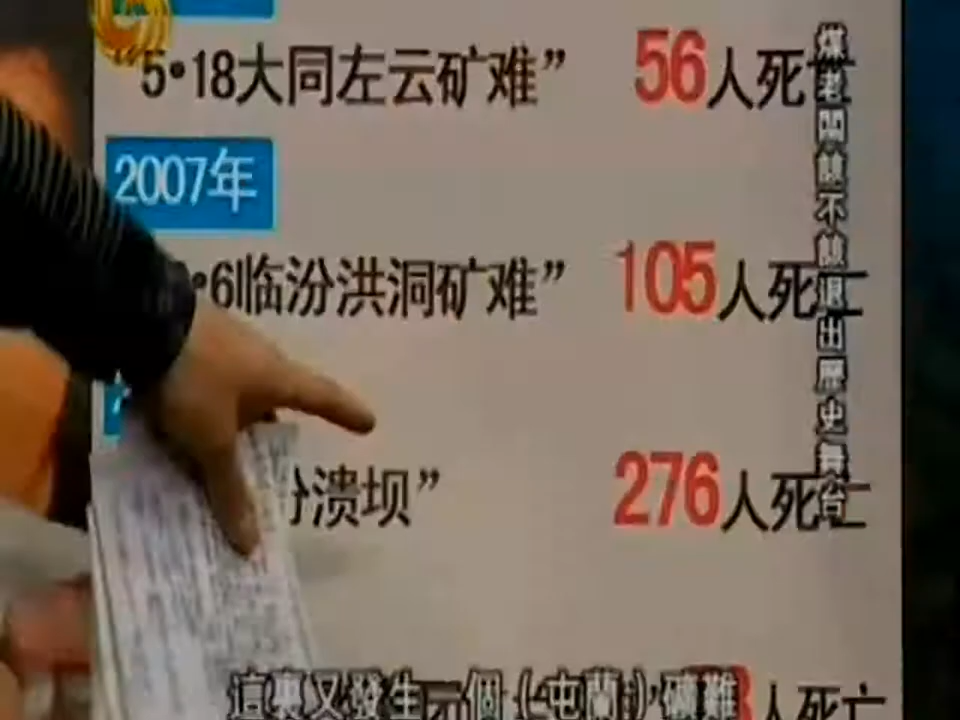 5•18大同左云矿难” 56人死亡
2007年
•6临汾洪洞矿难” 105人死亡
汾溃坝” 276人死亡
人死亡
煤老闆該不該退出歷史舞台
這裏又發生一個（屯蘭）礦難